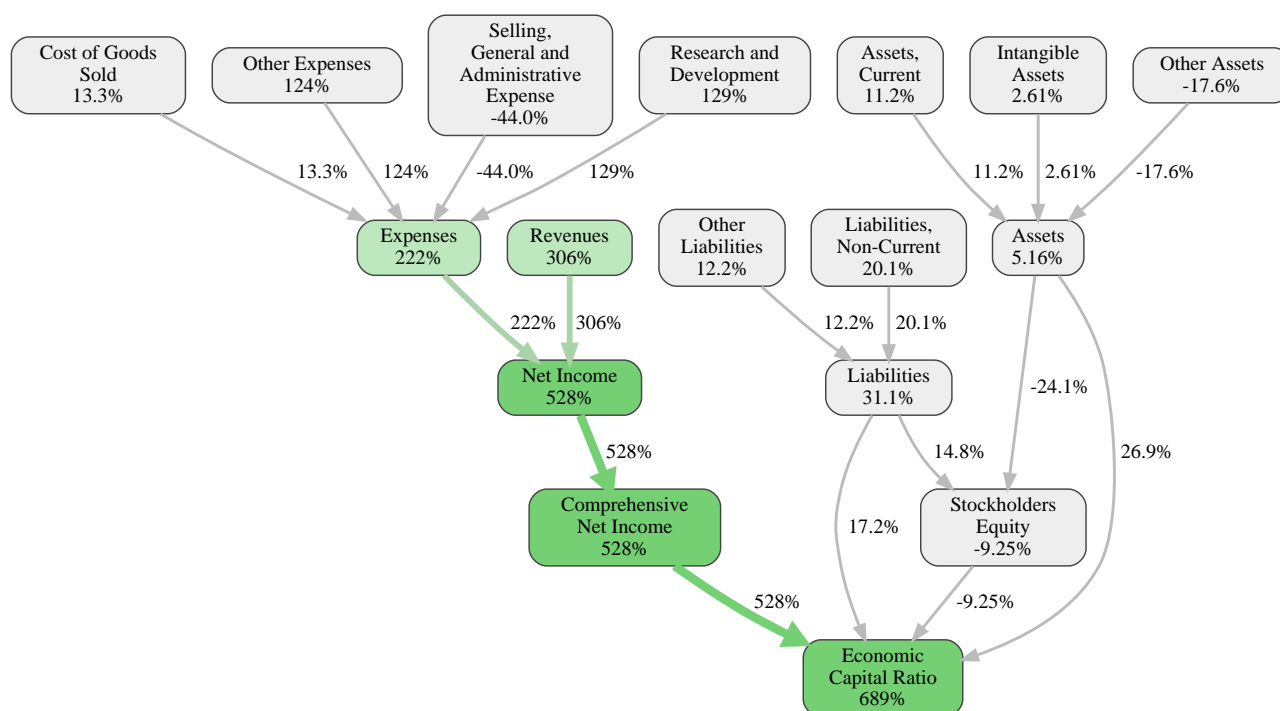 Cost of Goods
Sold
13.3%
Other Expenses
124%
Selling,
General and
Administrative
Expense
-44.0%
Research and
Development
129%
Assets,
Current
11.2%
Intangible
Assets
2.61%
Other Assets
-17.6%
13.3%
124%
-44.0%
129%
11.2%
2.61%
-17.6%
Expenses
222%
Revenues
306%
Other
Liabilities
12.2%
Liabilities,
Non-Current
20.1%
Assets
5.16%
222%
306%
12.2%
20.1%
Net Income
528%
Liabilities
31.1%
-24.1%
528%
14.8%
26.9%
Comprehensive
Net Income
528%
17.2%
Stockholders
Equity
-9.25%
528%
-9.25%
Economic
Capital Ratio
689%